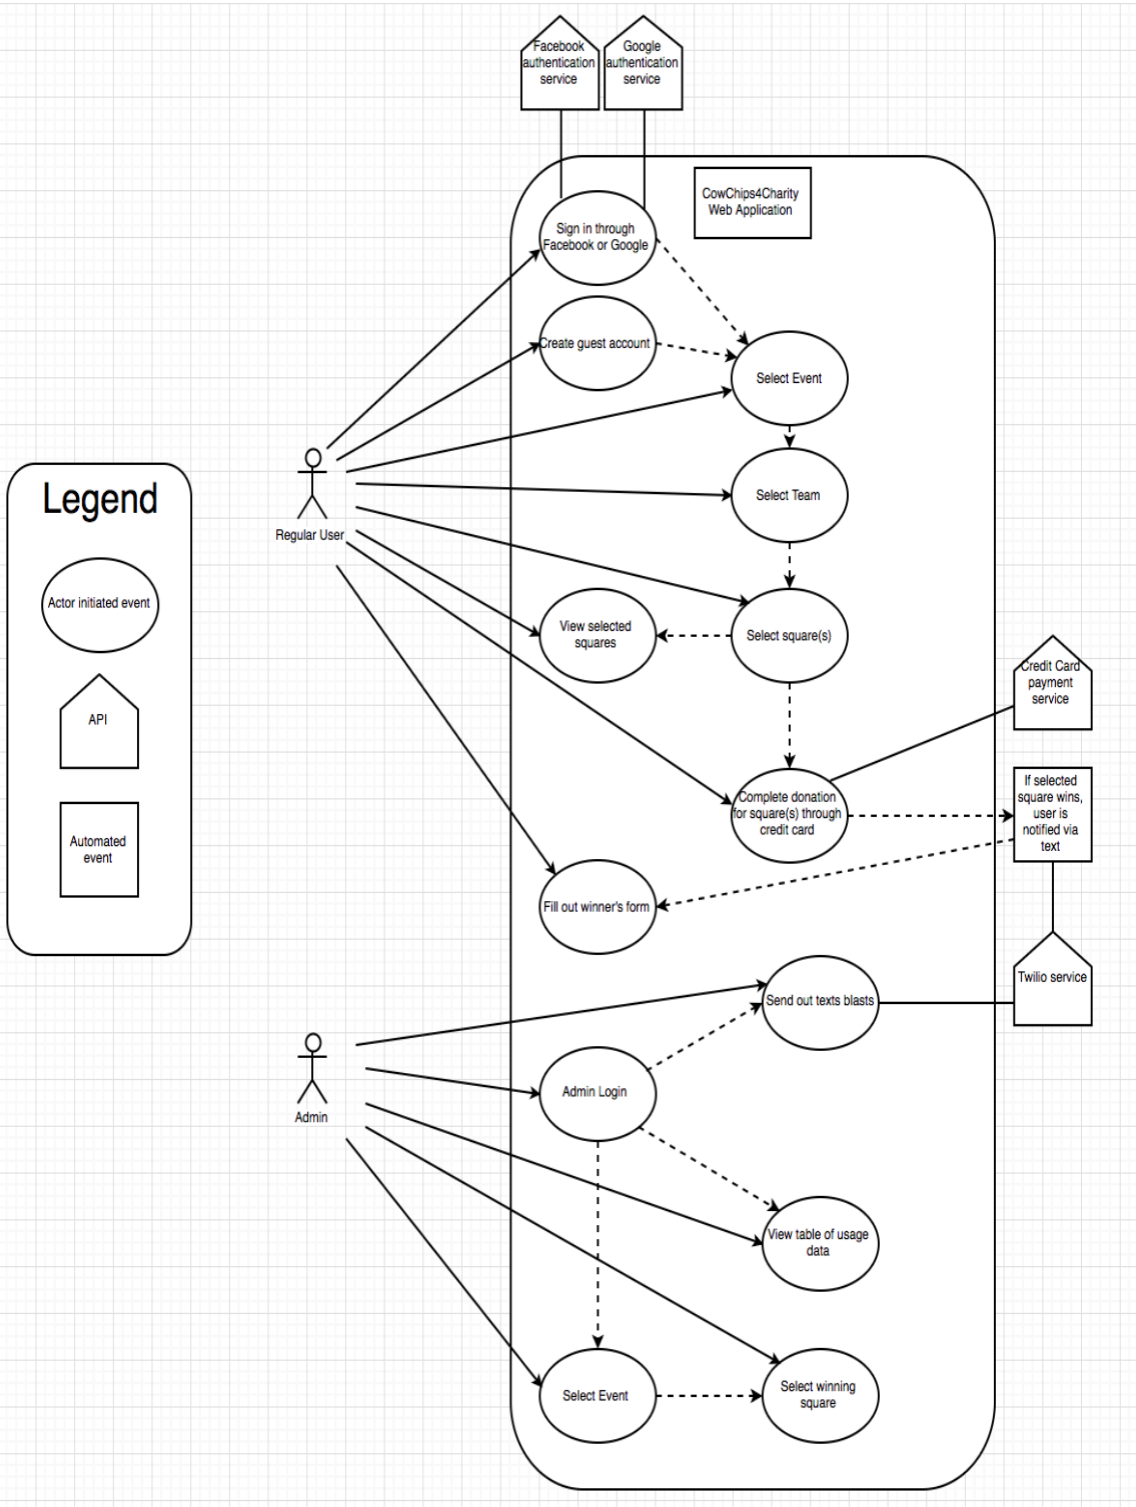 Facebook
authentication
service
Google
authentication
service
CowChips4Charity
Web Application
Sign in through
Facebook or Google
Create guest account
Select Event
Select Team
Regular User
Legend
Actor initiated event
API
Automated
event
View selected
squares
Select square(s)
Credit Card
payment
service
Complete donation
for square(s) through
credit card
If selected
square wins,
user is
notified via
text
Fill out winner's form
Twilio service
Send out texts blasts
Admin
Admin Login
View table of usage
data
Select Event
Select winning
square